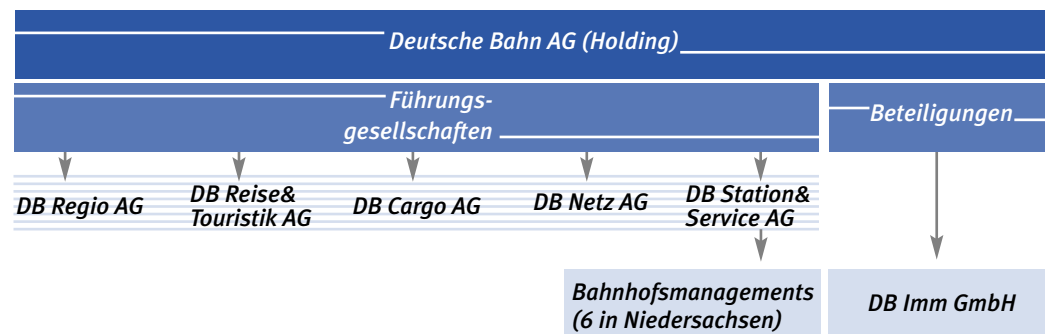 Deutsche Bahn AG (Holding)
Führungs-
gesellschaften
Beteiligungen
DB Regio AG
DB Reise&
Touristik AG
DB Cargo AG
DB Netz AG
DB Station&
Service AG
Bahnhofsmanagements
(6 in Niedersachsen)
DB Imm GmbH